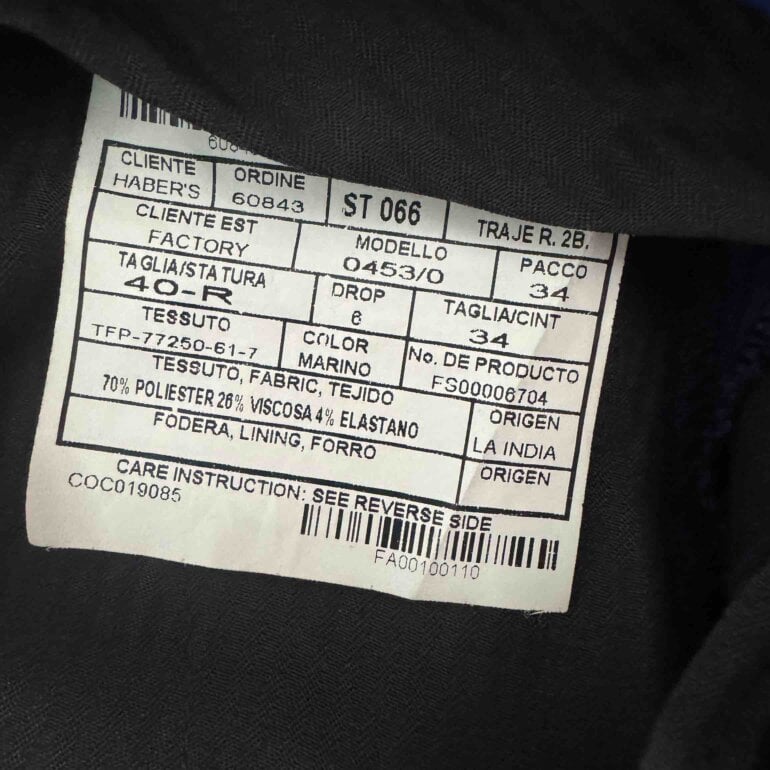 CLIENTE
HABER'S
ORDINE
60843
ST 066
TRAJE R. 2B.
CLIENTE EST
FACTORY
MODELLO
0453/0
PACCO
34
TAGLIA/STATURA
40-R
DROP
6
TAGLIA/CINT
34
TESSUTO
TFP-77250-61-7
COLOR
MARINO
No. DE PRODUCTO
FS00006704
TESSUTO, FABRIC, TEJIDO
70% POLIESTER 26% VISCOSA 4% ELASTANO
ORIGEN
LA INDIA
FODERA, LINING, FORRO
ORIGEN
CARE INSTRUCTION: SEE REVERSE SIDE
COC019085
FA00100110